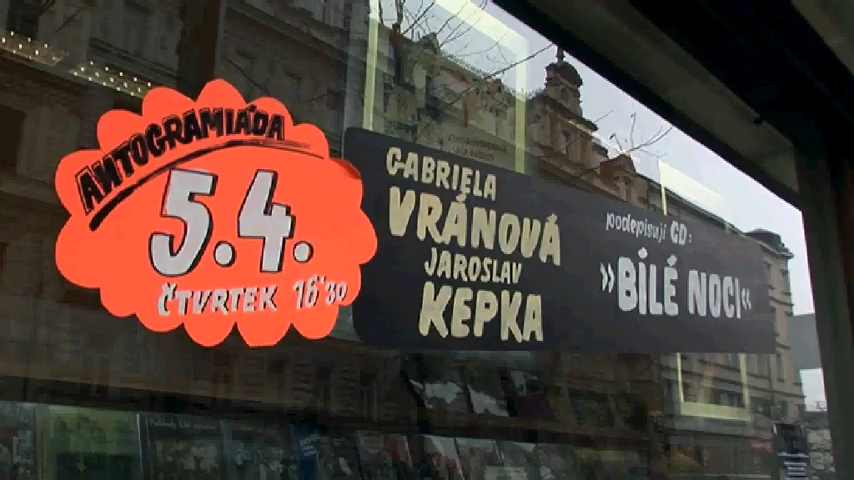 AUTOGRAMIÁDA
5.4.
ČTVRTEK 16³⁰
GABRIELA
VRÁNOVÁ
JAROSLAV
KEPKA
podepisují CD:
»BÍLÉ NOCI«